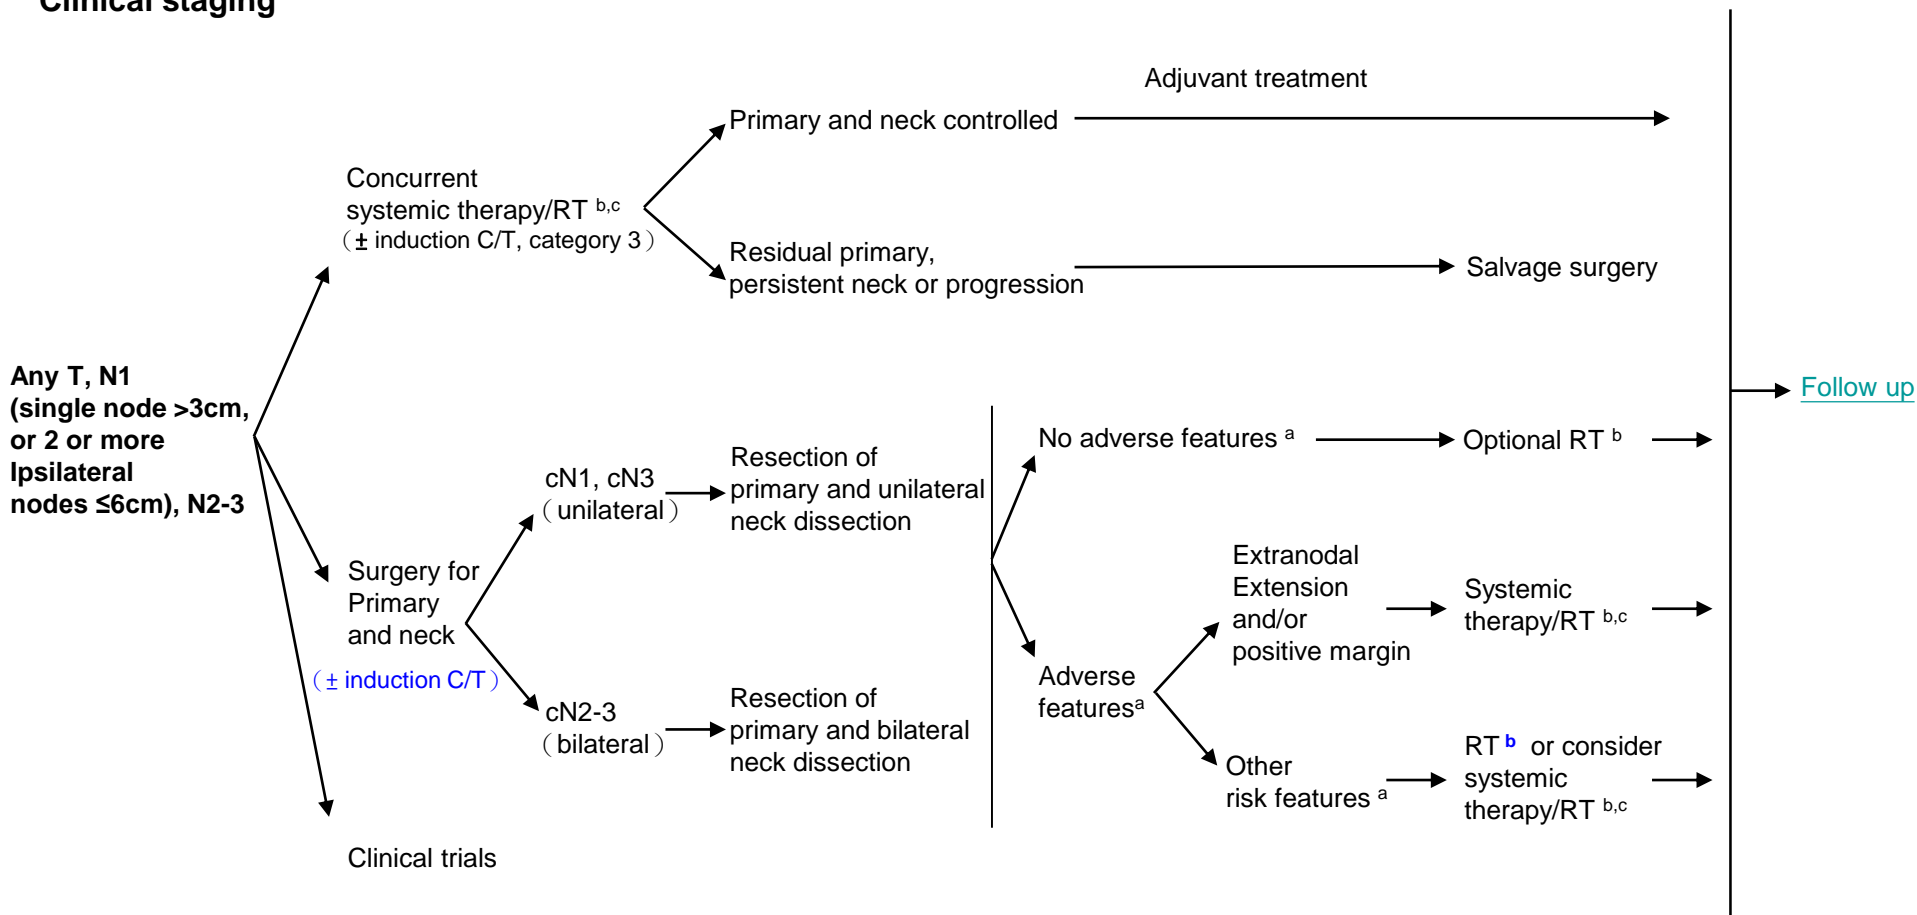 Clinical staging
Adjuvant treatment
Primary and neck controlled
Concurrent
systemic therapy/RT b,c
（± induction C/T, category 3）
Residual primary,
persistent neck or progression
Salvage surgery
Any T, N1
(single node >3cm,
or 2 or more
Ipsilateral
nodes ≤6cm), N2-3
Follow up
No adverse features a
Optional RT b
cN1, cN3
（unilateral）
Resection of
primary and unilateral
neck dissection
Surgery for
Primary
and neck
（± induction C/T）
Extranodal
Extension
and/or
positive margin
Systemic
therapy/RT b,c
Adverse
featuresa
cN2-3
（bilateral）
Resection of
primary and bilateral
neck dissection
Other
risk features a
RT b or consider
systemic
therapy/RT b,c
Clinical trials